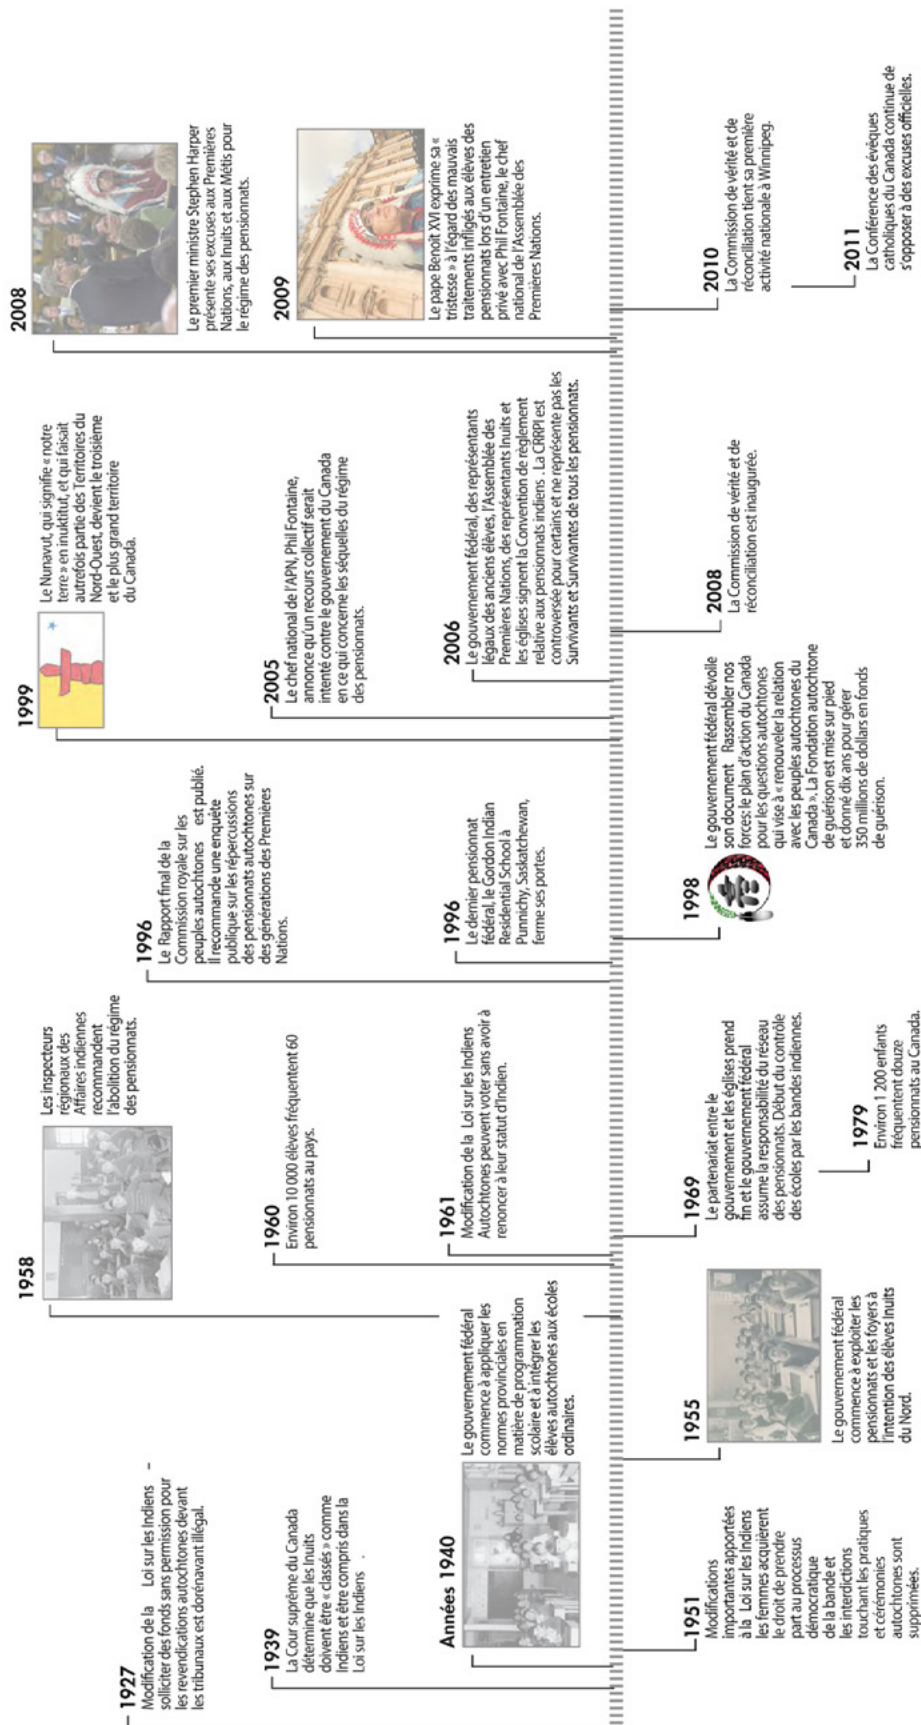 1927
Modification de la Loi sur les Indiens –
solliciter des fonds sans permission pour
les revendications autochtones devant
les tribunaux est dorénavant illégal.
1939
La Cour suprême du Canada
détermine que les Inuits
doivent être « classés » comme
Indiens et être compris dans la
Loi sur les Indiens .
Années 1940
Le gouvernement fédéral
commence à appliquer les
normes provinciales en
matière de programmation
scolaire et à intégrer les
élèves autochtones aux écoles
ordinaires.
1951
Modifications
importantes apportées
à la Loi sur les Indiens
les femmes acquièrent
le droit de prendre
part au processus
démocratique
de la bande et
les interdictions
touchant les pratiques
et cérémonies
autochtones sont
supprimées.
1955
Le gouvernement fédéral
commence à exploiter les
pensionnats et les foyers à
l'intention des élèves Inuits
du Nord.
1958
Les inspecteurs
régionaux des
Affaires indiennes
recommandent
l'abolition du régime
des pensionnats.
1960
Environ 10 000 élèves fréquentent 60
pensionnats au pays.
1961
Modification de la Loi sur les Indiens
Autochtones peuvent voter sans avoir à
renoncer à leur statut d'Indien.
1969
Le partenariat entre le
gouvernement et les églises prend
fin et le gouvernement fédéral
assume la responsabilité du réseau
des pensionnats. Début du contrôle
des écoles par les bandes indiennes.
1979
Environ 1 200 enfants
fréquentent douze
pensionnats au Canada.
1996
Le Rapport final de la
Commission royale sur les
peuples autochtones est publié.
Il recommande une enquête
publique sur les répercussions
des pensionnats autochtones sur
des générations des Premières
Nations.
1996
Le dernier pensionnat
fédéral, le Gordon Indian
Residential School à
Punnichy, Saskatchewan,
ferme ses portes.
1998
Le gouvernement fédéral dévoile
son document Rassembler nos
forces: le plan d'action du Canada
pour les questions autochtones
qui vise à « renouveler la relation
avec les peuples autochtones du
Canada ». La Fondation autochtone
de guérison est mise sur pied
et donné dix ans pour gérer
350 millions de dollars en fonds
de guérison.
1999
Le Nunavut, qui signifie « notre
terre » en inuktitut, et qui faisait
autrefois partie des Territoires du
Nord-Ouest, devient le troisième
et le plus grand territoire
du Canada.
2005
Le chef national de l'APN, Phil Fontaine,
annonce qu'un recours collectif serait
intenté contre le gouvernement du Canada
en ce qui concerne les séquelles du régime
des pensionnats.
2006
Le gouvernement fédéral, des représentants
légaux des anciens élèves, l'Assemblée des
Premières Nations, des représentants Inuits et
les églises signent la Convention de règlement
relative aux pensionnats indiens . La CRRPI est
controversée pour certains et ne représente pas les
Survivants et Survivantes de tous les pensionnats.
2008
La Commission de vérité et de
réconciliation est inaugurée.
2008
Le premier ministre Stephen Harper
présente ses excuses aux Premières
Nations, aux Inuits et aux Métis pour
le régime des pensionnats.
2009
Le pape Benoît XVI exprime sa «
tristesse » à l'égard des mauvais
traitements infligés aux élèves des
pensionnats lors d'un entretien
privé avec Phil Fontaine, le chef
national de l'Assemblée des
Premières Nations.
2010
La Commission de vérité et de
réconciliation tient sa première
activité nationale à Winnipeg.
2011
La Conférence des évêques
catholiques du Canada continue de
s'opposer à des excuses officielles.